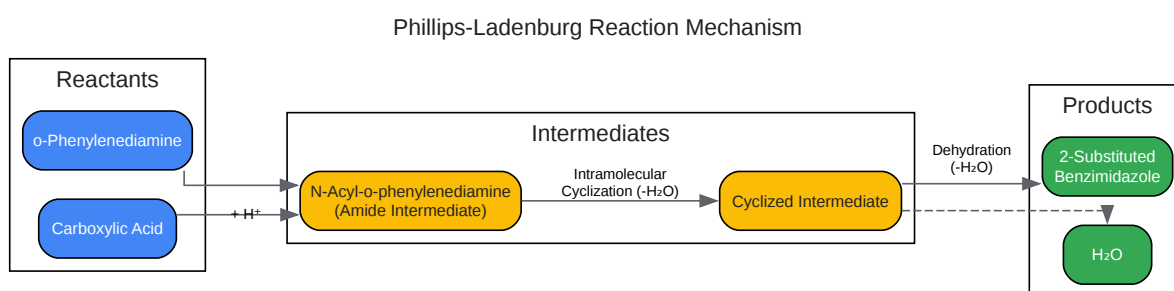 Phillips-Ladenburg Reaction Mechanism
Reactants
o-Phenylenediamine
Carboxylic Acid
+ H⁺
Intermediates
N-Acyl-o-phenylenediamine
(Amide Intermediate)
Intramolecular
Cyclization (-H₂O)
Cyclized Intermediate
Dehydration
(-H₂O)
Products
2-Substituted
Benzimidazole
H₂O